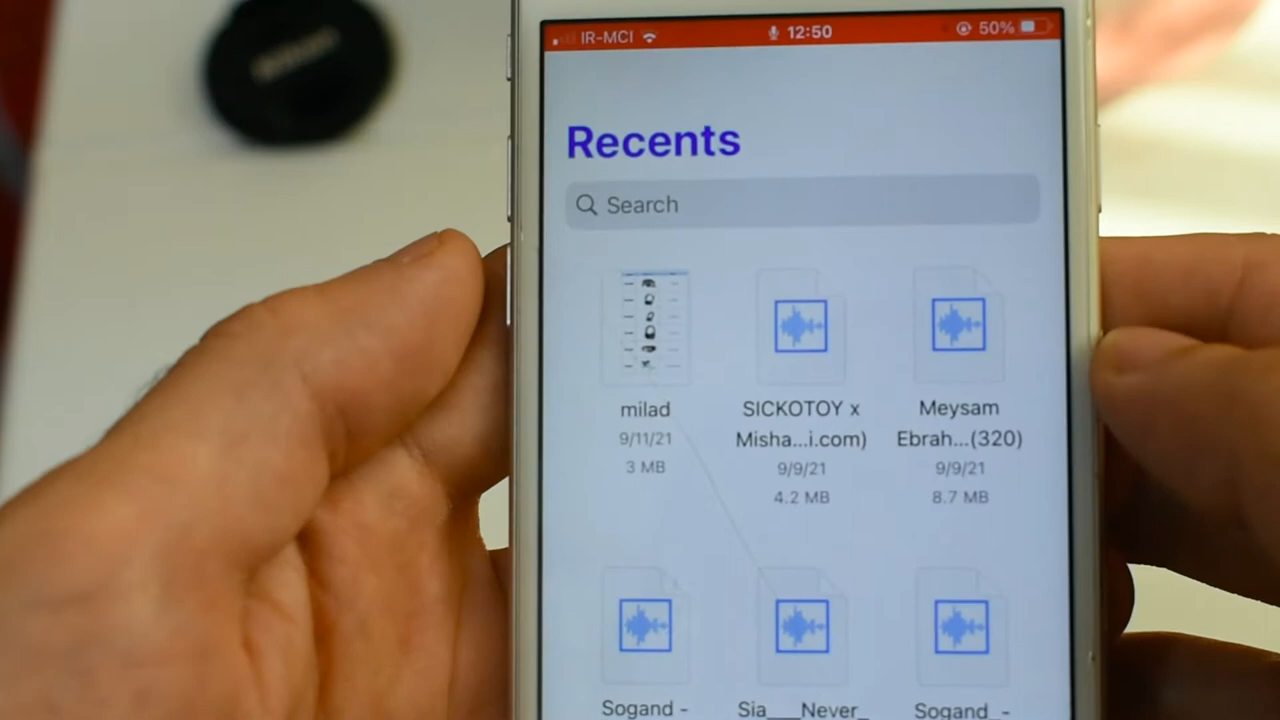 IR-MCI 12:50 50%
Recents
Search
milad
9/11/21
3 MB
SICKOTOY x
Misha...i.com)
9/9/21
4.2 MB
Meysam
Ebrah...(320)
9/9/21
8.7 MB
Sogand -
Sia___Never_
Sogand_-